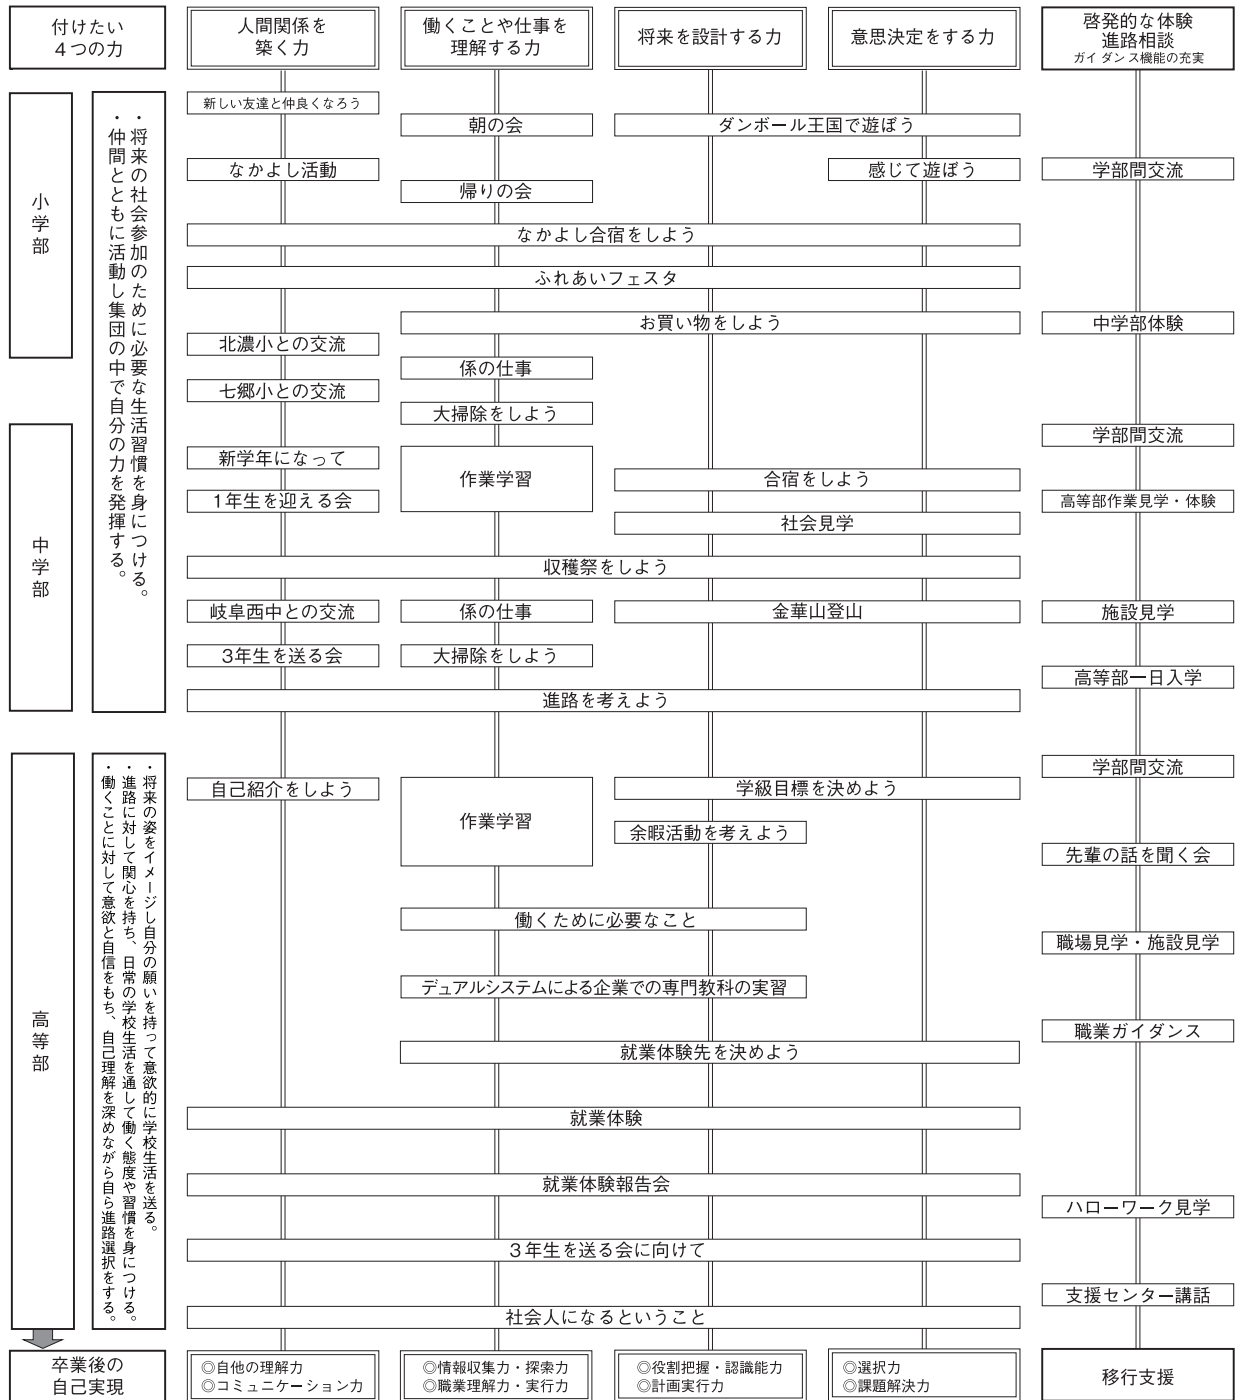 付けたい
４つの力
人間関係を
築く力
働くことや仕事を
理解する力
将来を設計する力
意思決定をする力
啓発的な体験
進路相談
ガイダンス機能の充実
小学部
・将来の社会参加のために必要な生活習慣を身につける。
・仲間とともに活動し集団の中で自分の力を発揮する。
新しい友達と仲良くなろう
朝の会
ダンボール王国で遊ぼう
なかよし活動
感じて遊ぼう
学部間交流
帰りの会
なかよし合宿をしよう
ふれあいフェスタ
お買い物をしよう
中学部体験
北濃小との交流
係の仕事
七郷小との交流
大掃除をしよう
中学部
学部間交流
新学年になって
作業学習
合宿をしよう
1年生を迎える会
高等部作業見学・体験
社会見学
収穫祭をしよう
岐阜西中との交流
係の仕事
金華山登山
施設見学
3年生を送る会
大掃除をしよう
高等部一日入学
進路を考えよう
高等部
・将来の姿をイメージし自分の願いを持って意欲的に学校生活を送る。
・進路に対して関心を持ち、日常の学校生活を通して働く態度や習慣を身につける。
・働くことに対して意欲と自信をもち、自己理解を深めながら自ら進路選択をする。
学部間交流
自己紹介をしよう
作業学習
学級目標を決めよう
余暇活動を考えよう
先輩の話を聞く会
働くために必要なこと
職場見学・施設見学
デュアルシステムによる企業での専門教科の実習
職業ガイダンス
就業体験先を決めよう
就業体験
就業体験報告会
ハローワーク見学
３年生を送る会に向けて
支援センター講話
社会人になるということ
卒業後の
自己実現
◎自他の理解力
◎コミュニケーション力
◎情報収集力・探索力
◎職業理解力・実行力
◎役割把握・認識能力
◎計画実行力
◎選択力
◎課題解決力
移行支援